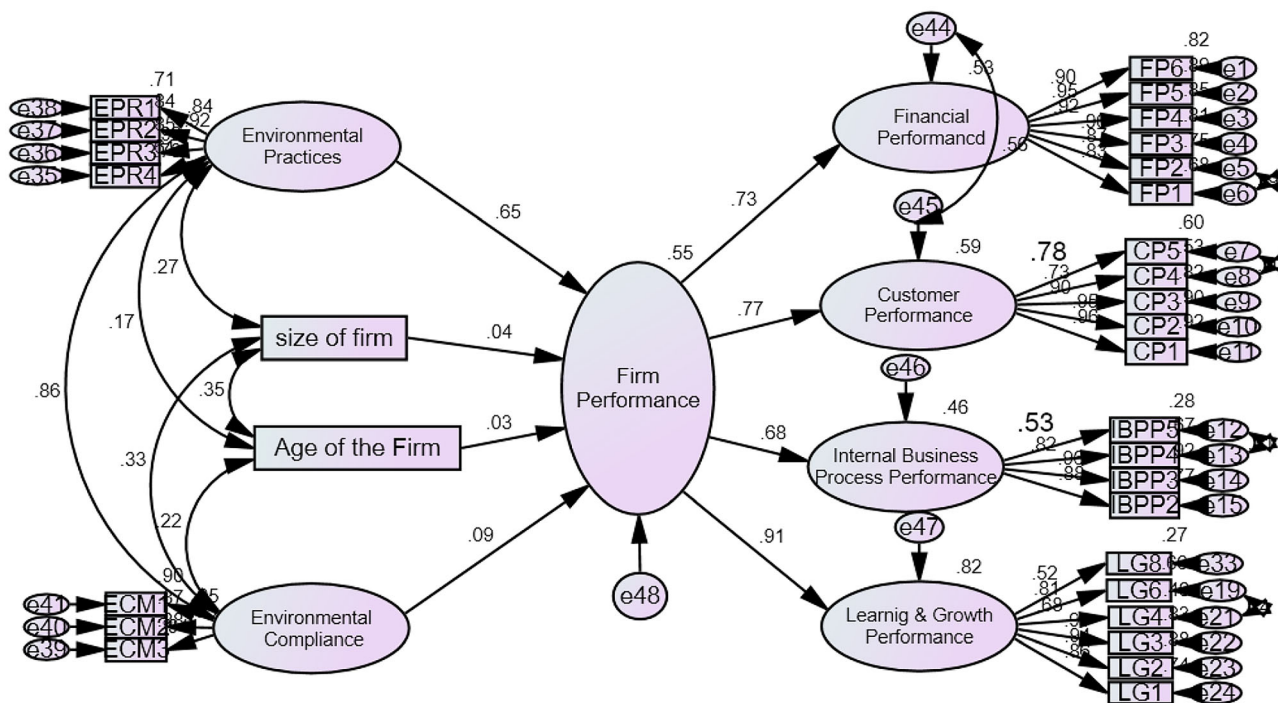 e44
.82
.53
.71
.90
FP6
e1
.95
FP5
e2
.92
FP4
e3
FP3
e4
FP2
e5
FP1
e6
Financial
Performancd
.56
e38
EPR1
.84
.84
e37
EPR2
.92
e36
EPR3
e35
EPR4
Environmental
Practices
.65
.73
.55
e45
.60
.59
.78
CP5
e7
.73
CP4
e8
.90
CP3
e9
CP2
e10
.96
CP1
e11
Customer
Performance
.77
.27
.17
size of firm
.04
.35
.86
Firm
Performance
e46
.28
.46
.53
IBPP5
e12
.82
IBPP4
e13
IBPP3
e14
.88
IBPP2
e15
Internal Business
Process Performance
.68
Age of the Firm
.03
.33
.22
.09
e47
.91
.27
.82
.52
LG8
e33
.81
LG6
e19
.68
LG4
e21
LG3
e22
LG2
e23
.86
LG1
e24
Learnig & Growth
Performance
.90
e41
ECM1
e40
ECM2
e39
ECM3
Environmental
Compliance
e48